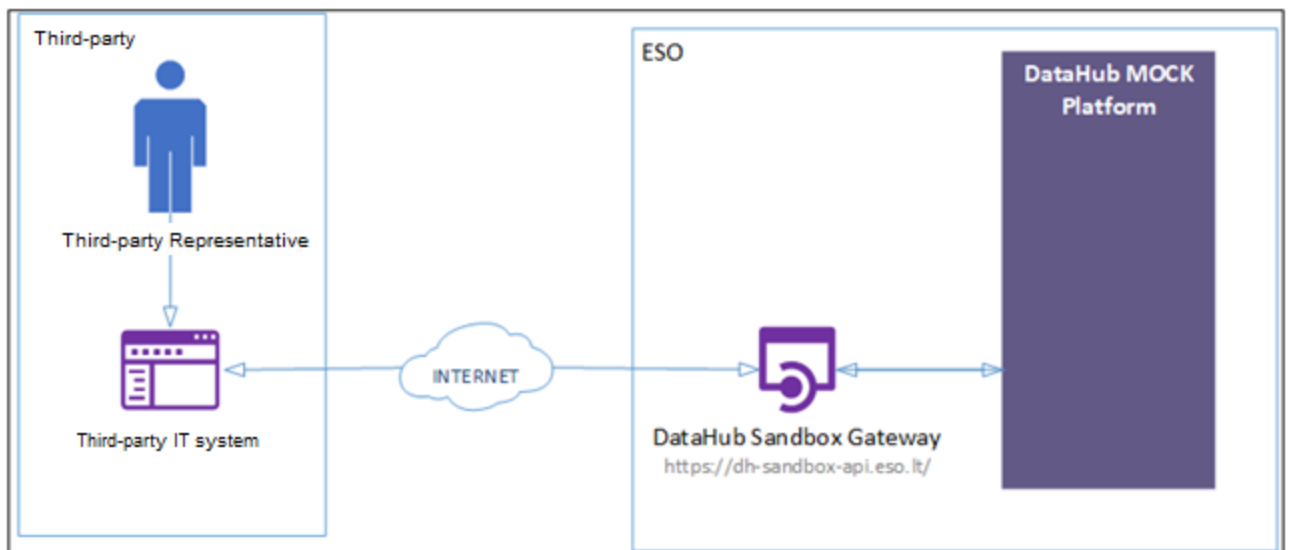 Third-party
Third-party Representative
Third-party IT system
INTERNET
ESO
DataHub MOCK
Platform
DataHub Sandbox Gateway
https://dh-sandbox-api.eso.lt/